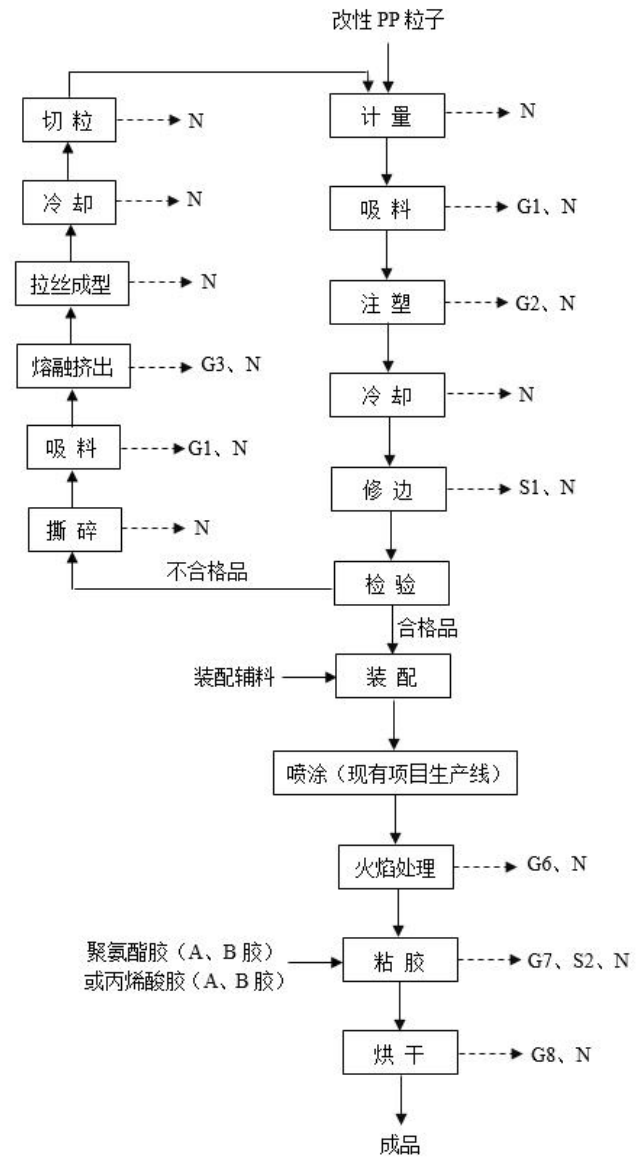 改性 PP 粒子
切 粒
N
计 量
N
冷 却
N
吸 料
G1、N
拉丝成型
N
注 塑
G2、N
熔融挤出
G3、N
冷 却
N
吸 料
G1、N
修 边
S1、N
撕 碎
N
不合格品
检 验
合格品
装配辅料
装 配
喷涂（现有项目生产线）
火焰处理
G6、N
聚氨酯胶（A、B 胶）
或丙烯酸胶（A、B 胶）
粘 胶
G7、S2、N
烘 干
G8、N
成品